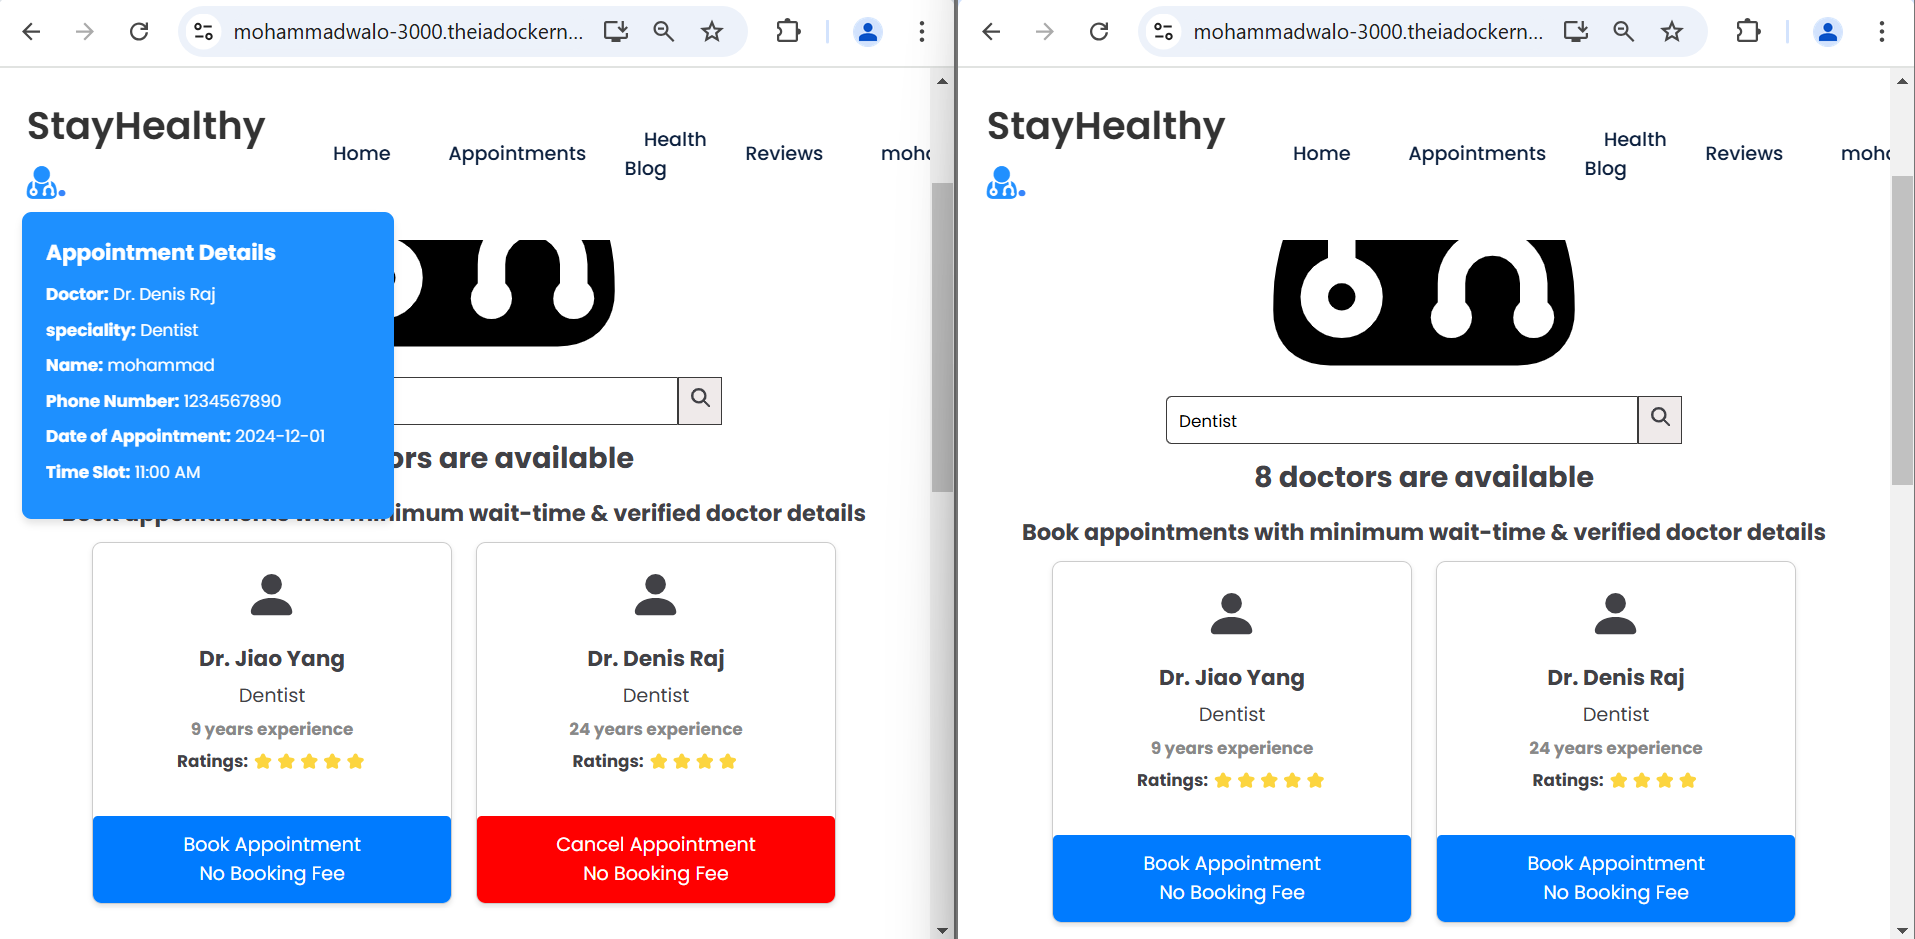 mohammadwalo-3000.theiadockern...
StayHealthy
Home
Appointments
Health
Blog
Reviews
Appointment Details
Doctor: Dr. Denis Raj
speciality: Dentist
Name: mohammad
Phone Number: 1234567890
Date of Appointment: 2024-12-01
Time Slot: 11:00 AM
are available
wait-time & verified doctor details
Dr. Jiao Yang
Dentist
9 years experience
Ratings:
Book Appointment
No Booking Fee
Dr. Denis Raj
Dentist
24 years experience
Ratings:
Cancel Appointment
No Booking Fee
mohammadwalo-3000.theiadockern...
StayHealthy
Home
Appointments
Health
Blog
Reviews
Dentist
8 doctors are available
Book appointments with minimum wait-time & verified doctor details
Dr. Jiao Yang
Dentist
9 years experience
Ratings:
Book Appointment
No Booking Fee
Dr. Denis Raj
Dentist
24 years experience
Ratings:
Book Appointment
No Booking Fee